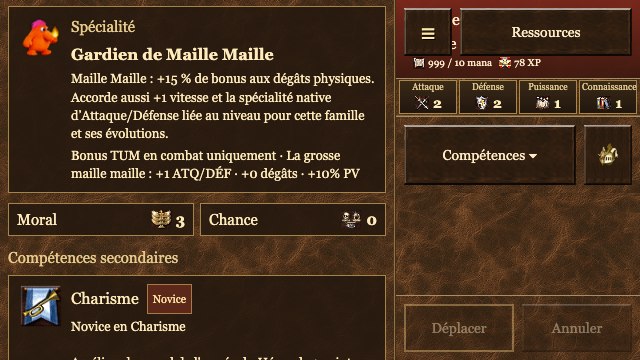 Spécialité
Gardien de Maille Maille
Maille Maille : +15 % de bonus aux dégâts physiques.
Accorde aussi +1 vitesse et la spécialité native
d'Attaque/Défense liée au niveau pour cette famille
et ses évolutions.
Bonus TUM en combat uniquement · La grosse
maille maille : +1 ATQ/DÉF · +0 dégâts · +10% PV
Moral 3
Chance 0
Compétences secondaires
Charisme Novice
Novice en Charisme
Ressources
999 / 10 mana 78 XP
Attaque Défense Puissance Connaissance
2 2 1 1
Compétences
Déplacer Annuler